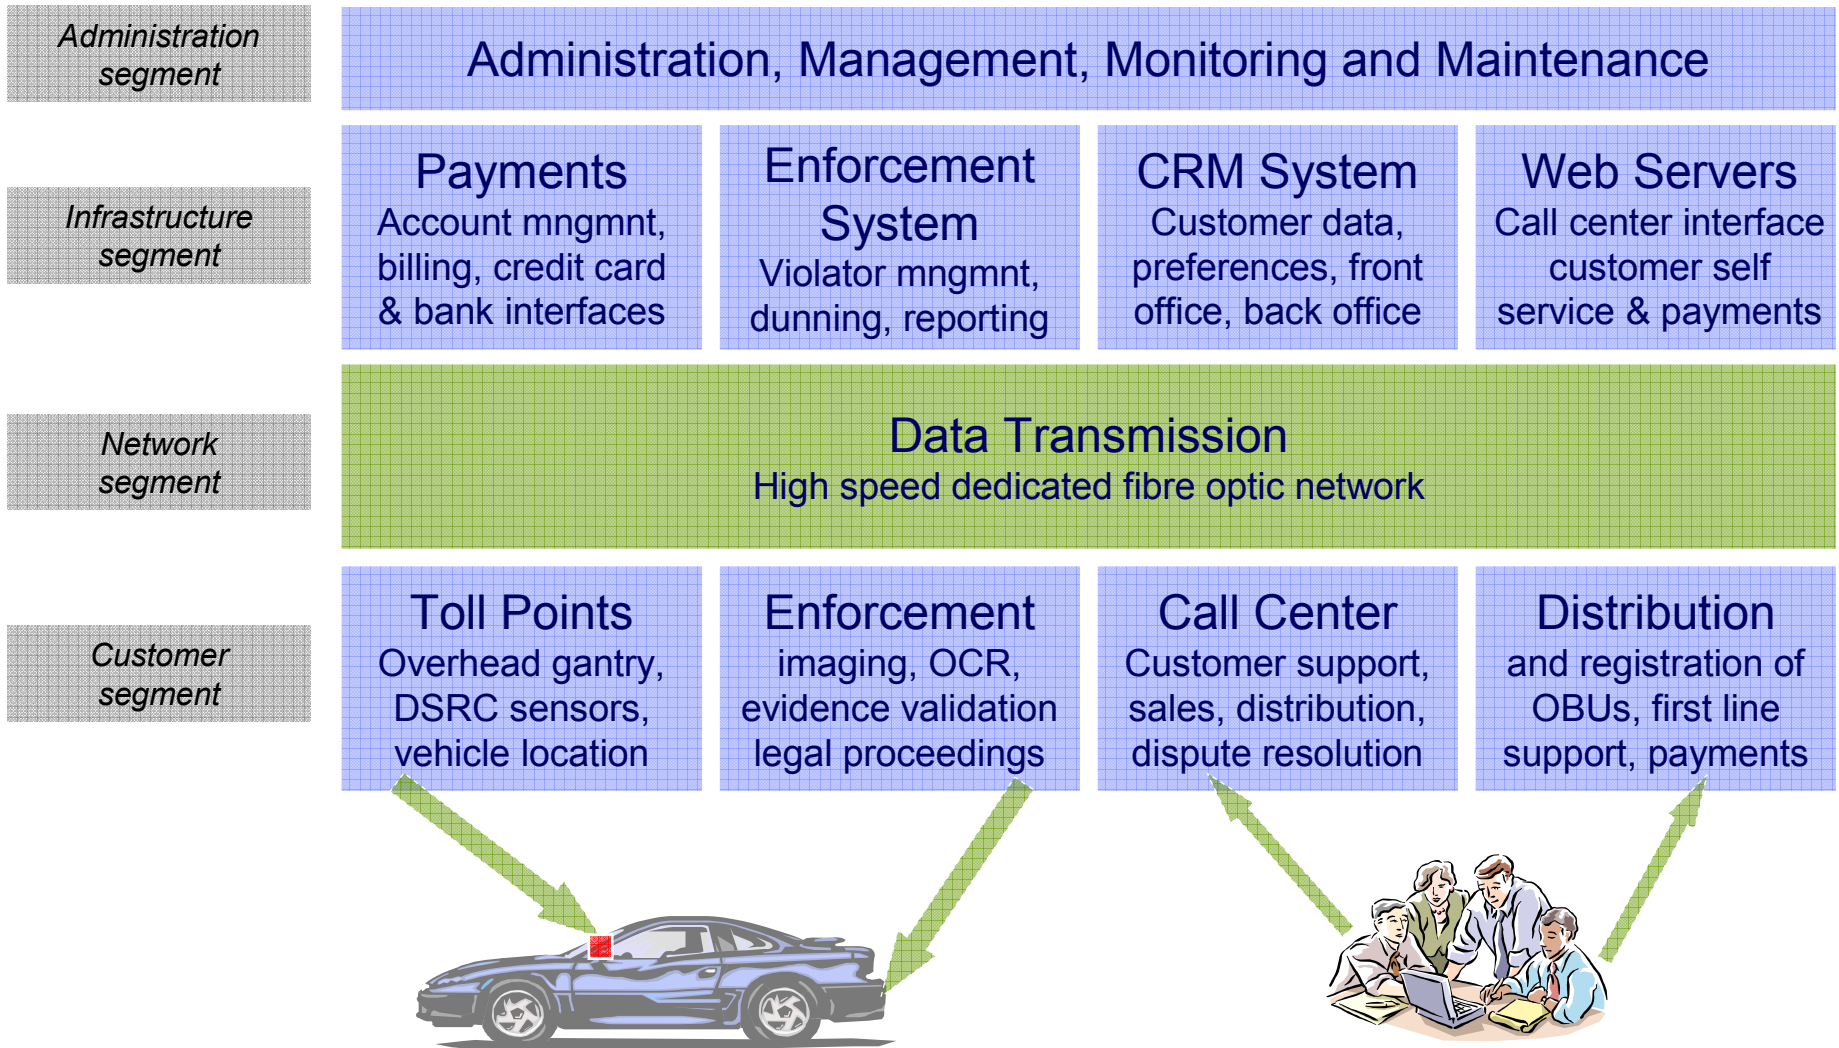 Administration
segment
Administration, Management, Monitoring and Maintenance
Infrastructure
segment
Payments
Account mngmnt,
billing, credit card
& bank interfaces
Enforcement
System
Violator mngmnt,
dunning, reporting
CRM System
Customer data,
preferences, front
office, back office
Web Servers
Call center interface
customer self
service & payments
Network
segment
Data Transmission
High speed dedicated fibre optic network
Customer
segment
Toll Points
Overhead gantry,
DSRC sensors,
vehicle location
Enforcement
imaging, OCR,
evidence validation
legal proceedings
Call Center
Customer support,
sales, distribution,
dispute resolution
Distribution
and registration of
OBUs, first line
support, payments